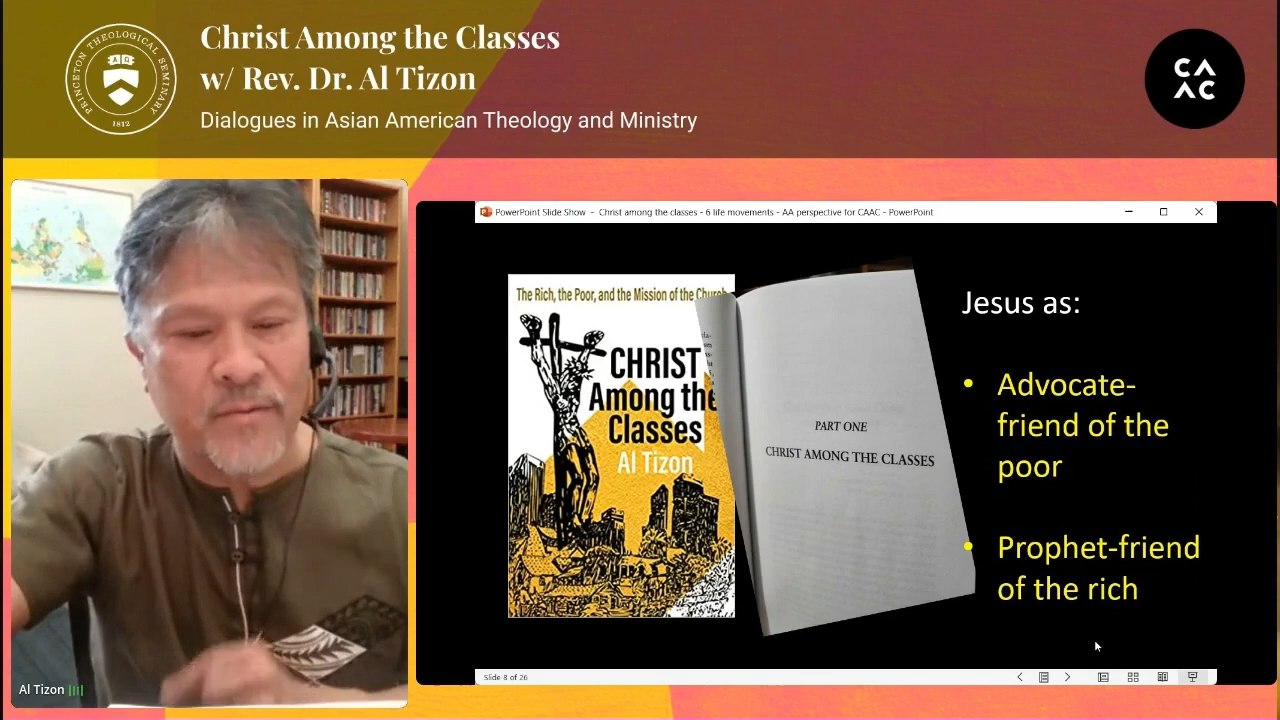 PRINCETON THEOLOGICAL SEMINARY
1812
Christ Among the Classes
w/ Rev. Dr. Al Tizon
Dialogues in Asian American Theology and Ministry
CA
AC
PowerPoint Slide Show - Christ among the classes - 6 life movements - AA perspective for CAAC - PowerPoint
The Rich, the Poor, and the Mission of the Church
CHRIST
Among the
Classes
Al Tizon
PART ONE
CHRIST AMONG THE CLASSES
Jesus as:
• Advocate-
friend of the
poor
• Prophet-friend
of the rich
Al Tizon
Slide 8 of 26